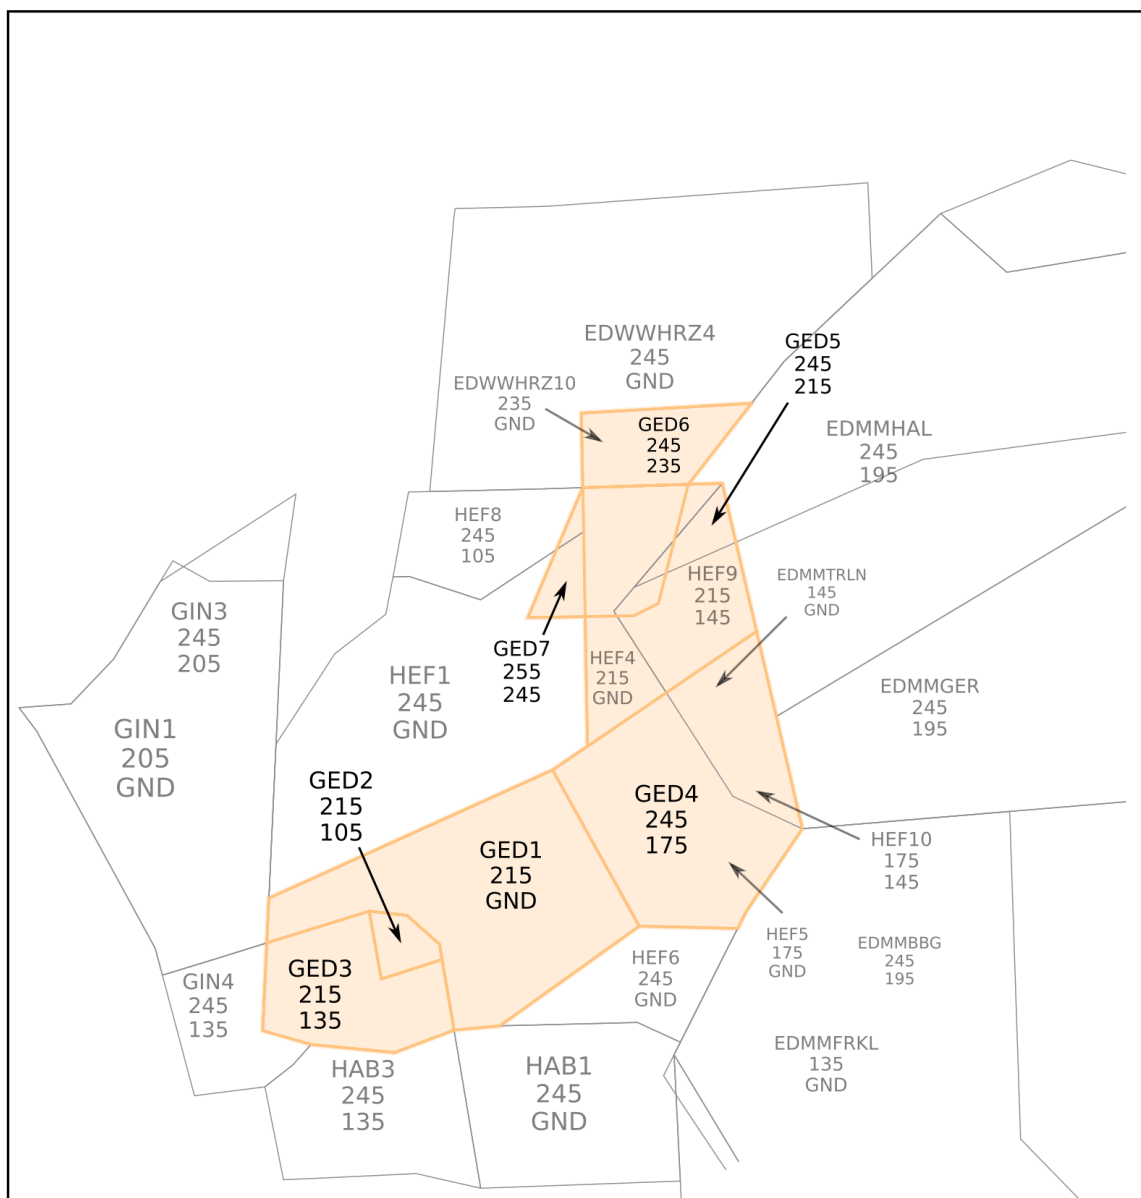 EDWWHRZ4
245
GND
GED5
245
215
EDWWHRZ10
235
GND
GED6
245
235
EDMMHAL
245
195
HEF8
245
105
HEF9
215
145
EDMMTRLN
145
GND
GIN3
245
205
GED7
255
245
HEF4
215
GND
HEF1
245
GND
EDMMGER
245
195
GIN1
205
GND
GED2
215
105
GED4
245
175
GED1
215
GND
HEF10
175
145
HEF5
175
GND
EDMMBBG
245
195
HEF6
245
GND
GED3
215
135
GIN4
245
135
EDMMFRKL
135
GND
HAB3
245
135
HAB1
245
GND